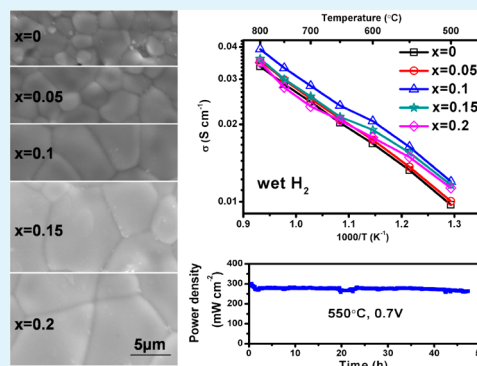 x=0
x=0.05
x=0.1
x=0.15
x=0.2
5μm
Temperature (°C)
800 700 600 500
0.04
0.03
0.02
0.01
σ (S cm⁻¹)
x=0
x=0.05
x=0.1
x=0.15
x=0.2
wet H₂
0.9 1.0 1.1 1.2 1.3
1000/T (K⁻¹)
Power density
(mW cm⁻²)
400
300
200
100
0
550°C, 0.7V
0 10 20 30 40 50
Time (h)